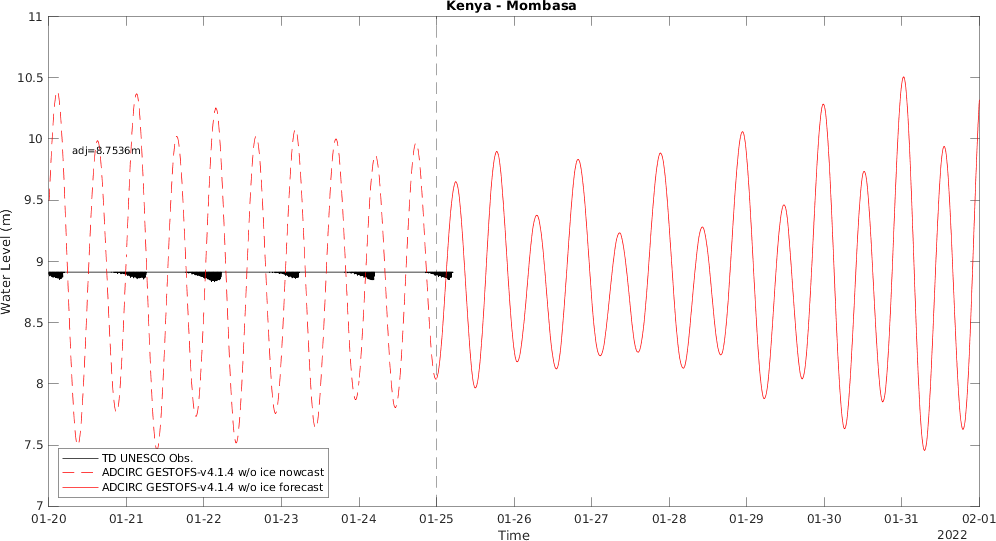 Kenya - Mombasa
11
10.5
10
9.5
9
8.5
8
7.5
7
Water Level (m)
adj=8.7536m
TD UNESCO Obs.
ADCIRC GESTOFS-v4.1.4 w/o ice nowcast
ADCIRC GESTOFS-v4.1.4 w/o ice forecast
01-20 01-21 01-22 01-23 01-24 01-25 01-26 01-27 01-28 01-29 01-30 01-31 02-01
Time
2022